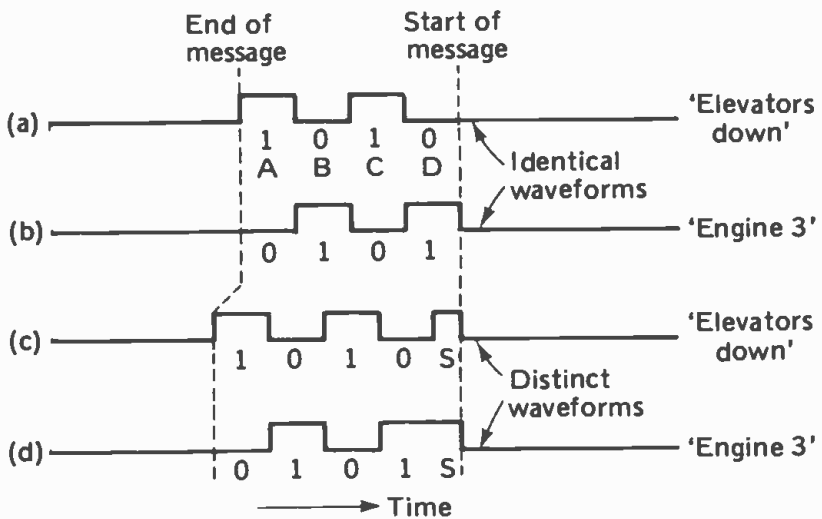 End of
message
Start of
message
(a)
1 0 1 0
A B C D
'Elevators
down'
Identical
waveforms
(b)
0 1 0 1
'Engine 3'
(c)
1 0 1 0 S
'Elevators
down'
Distinct
waveforms
(d)
0 1 0 1 S
'Engine 3'
Time